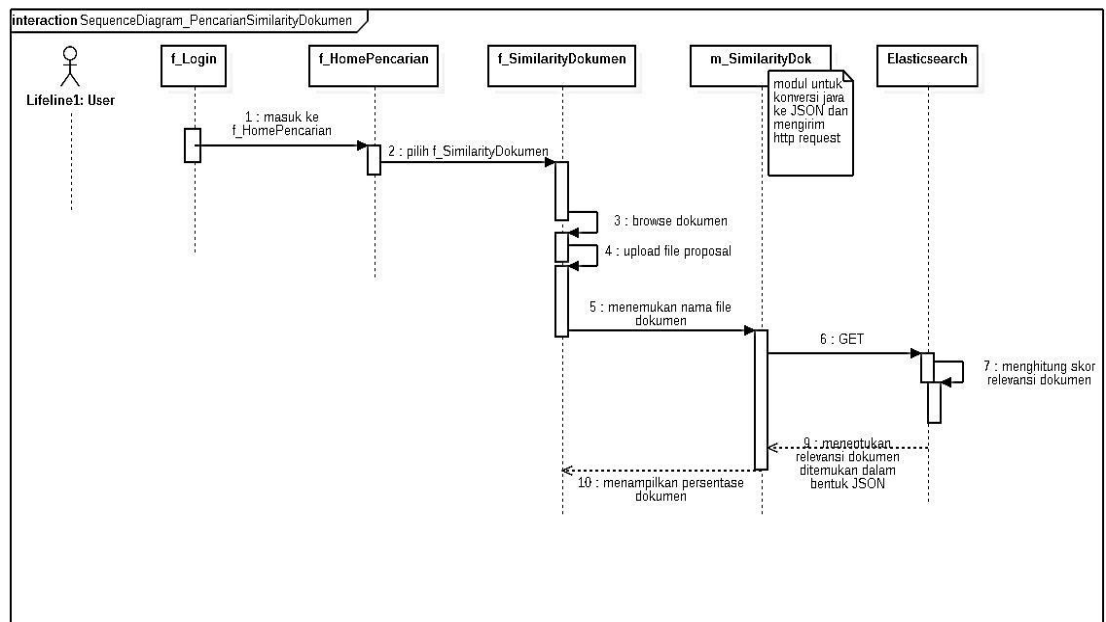 interaction SequenceDiagram_PencarianSimilarityDokumen
Lifeline1: User
f_Login
f_HomePencarian
f_SimilarityDokumen
m_SimilarityDok
Elasticsearch
modul untuk
konversi java
ke JSON dan
mengirim
http request
1 : masuk ke
f_HomePencarian
2 : pilih f_SimilarityDokumen
3 : browse dokumen
4 : upload file proposal
5 : menemukan nama file
dokumen
6 : GET
7 : menghitung skor
relevansi dokumen
9 : menentukan
relevansi dokumen
ditemukan dalam
bentuk JSON
10 : menampilkan persentase
dokumen